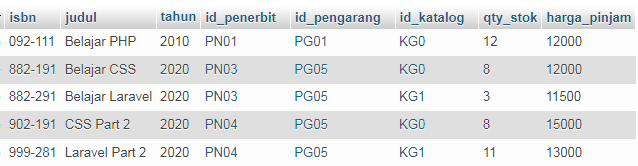 isbn judul tahun id_penerbit id_pengarang id_katalog qty_stok harga_pinjam
092-111 Belajar PHP 2010 PN01 PG01 KG0 12 12000
882-191 Belajar CSS 2020 PN03 PG05 KG0 8 12000
882-291 Belajar Laravel 2020 PN03 PG05 KG1 3 11500
902-191 CSS Part 2 2020 PN04 PG05 KG0 8 15000
999-281 Laravel Part 2 2020 PN04 PG05 KG1 11 13000